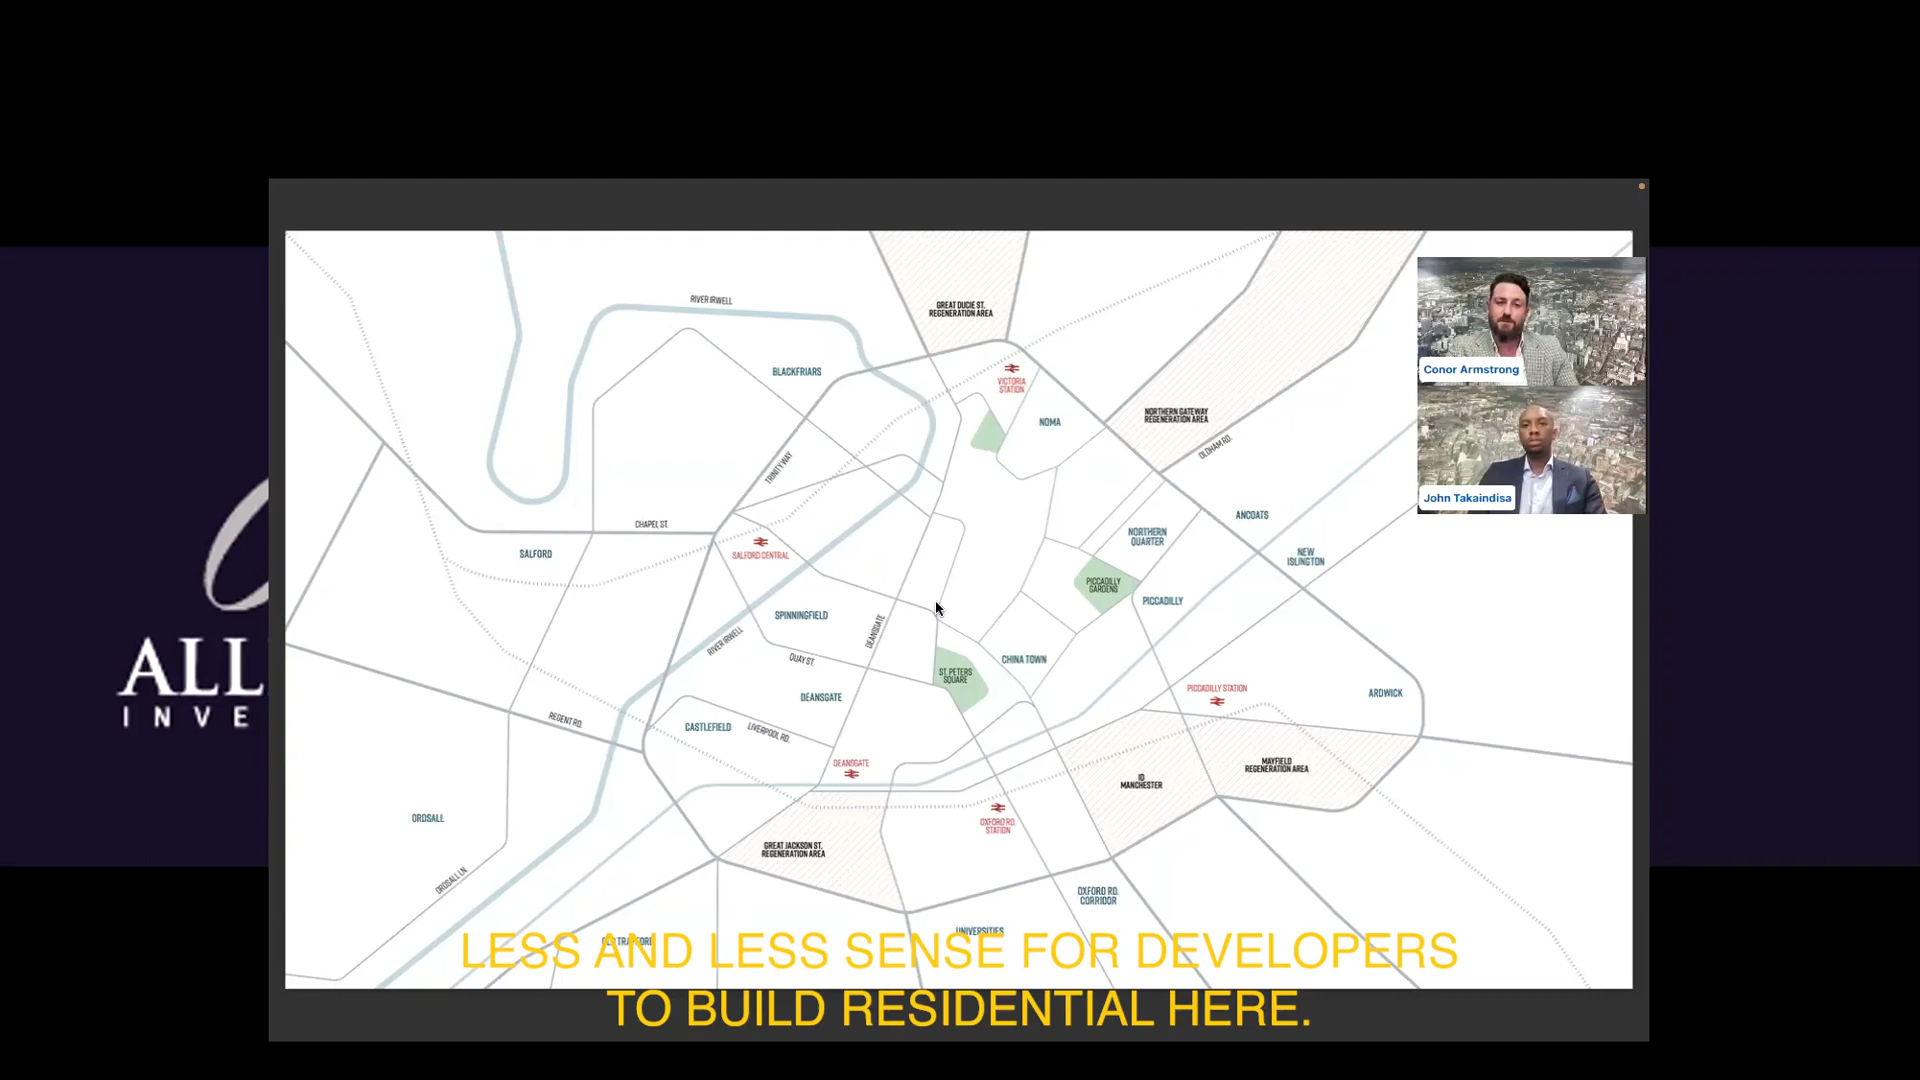 RIVER IRWELL
GREAT DUCIE ST.
REGENERATION AREA
BLACKFRIARS
VICTORIA
STATION
NOMA
NORTHERN GATEWAY
REGENERATION AREA
OLDHAM RD.
Conor Armstrong
John Takaindisa
TRINITY WAY
CHAPEL ST.
SALFORD
SALFORD CENTRAL
NORTHERN
QUARTER
ANCOATS
NEW
ISLINGTON
PICCADILLY
GARDENS
PICCADILLY
SPINNINGFIELD
RIVER IRWELL
DEANSGATE
QUAY ST.
CHINA TOWN
ST. PETERS
SQUARE
DEANSGATE
PICCADILLY STATION
ARDWICK
REGENT RD.
CASTLEFIELD
LIVERPOOL RD.
DEANSGATE
ID
MANCHESTER
MAYFIELD
REGENERATION AREA
ORDSALL
OXFORD RD.
STATION
GREAT JACKSON ST.
REGENERATION AREA
ORDSALL LN.
OXFORD RD.
CORRIDOR
UNIVERSITIES
OLD TRAFFORD
ALL
INVE
LESS AND LESS SENSE FOR DEVELOPERS
TO BUILD RESIDENTIAL HERE.